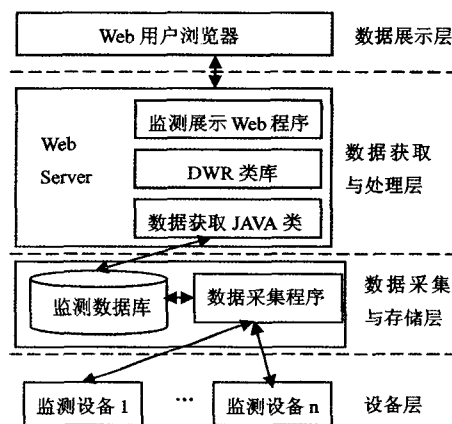 Web 用户浏览器
数据展示层
监测展示 Web 程序
Web
Server
DWR 类库
数据获取
与处理层
数据获取 JAVA 类
监测数据库
数据采集程序
数据采集
与存储层
监测设备 1
...
监测设备 n
设备层